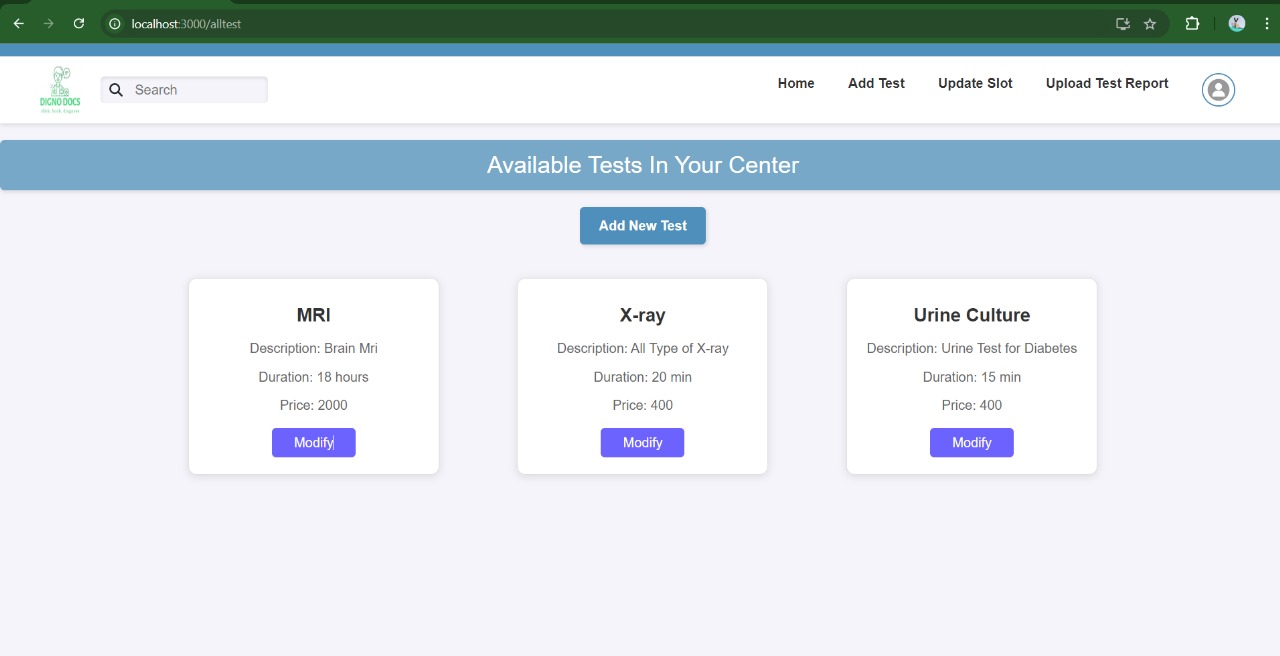 localhost:3000/alltest
DIGNO DOCS
Search
Home Add Test Update Slot Upload Test Report
Available Tests In Your Center
Add New Test
MRI
Description: Brain Mri
Duration: 18 hours
Price: 2000
Modify
X-ray
Description: All Type of X-ray
Duration: 20 min
Price: 400
Modify
Urine Culture
Description: Urine Test for Diabetes
Duration: 15 min
Price: 400
Modify